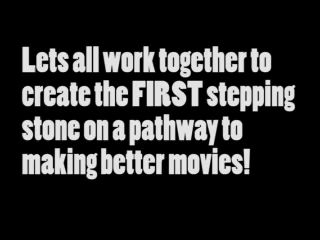 Lets all work together to
create the FIRST stepping
stone on a pathway to
making better movies!